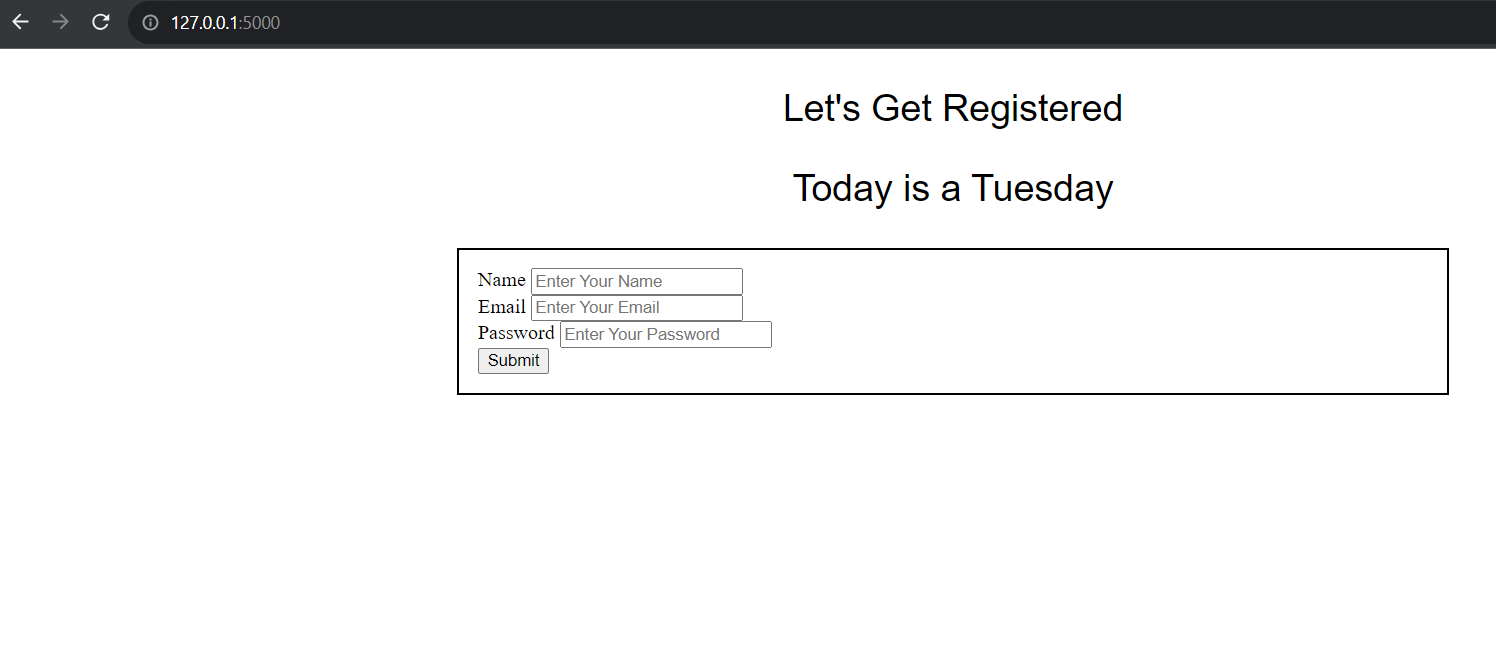 127.0.0.1:5000
Let's Get Registered
Today is a Tuesday
Name Enter Your Name
Email Enter Your Email
Password Enter Your Password
Submit